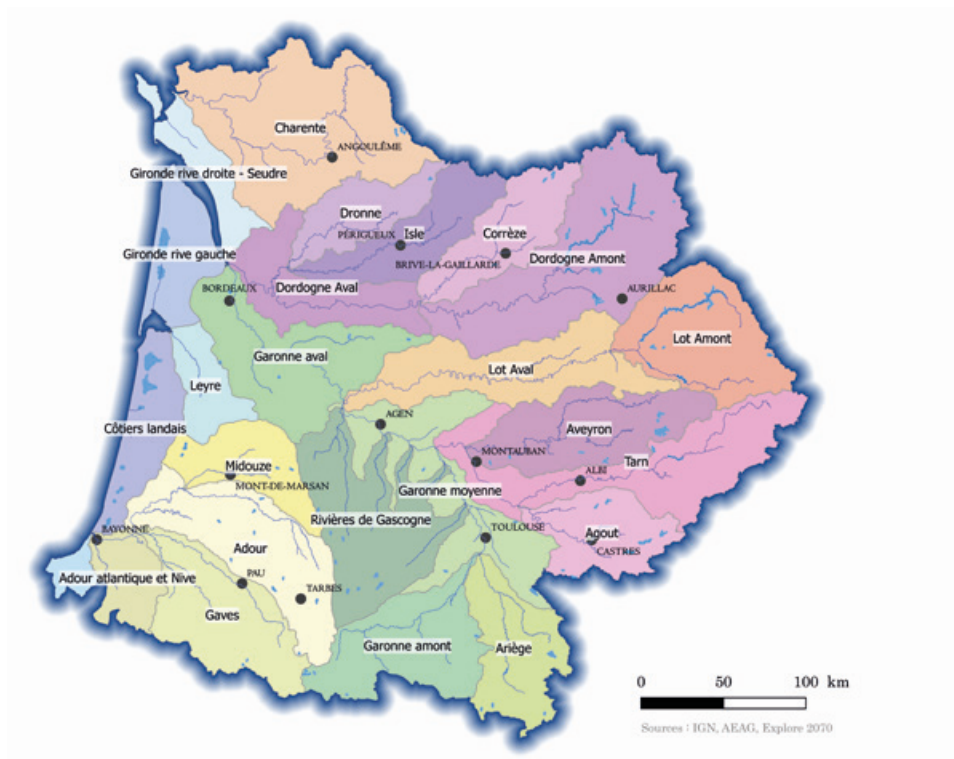 Charente
ANGOULÊME
Gironde rive droite - Seudre
Dronne
PÉRIGUEUX
Isle
Corrèze
Gironde rive gauche
BRIVE-LA-GAILLARDE
Dordogne Amont
BORDEAUX
Dordogne Aval
AURILLAC
Lot Amont
Garonne aval
Lot Aval
Leyre
AGEN
Côtiers landais
Aveyron
MONTAUBAN
Tarn
ALBI
Midouze
MONT-DE-MARSAN
Garonne moyenne
Rivières de Gascogne
BAYONNE
TOULOUSE
Agout
CASTRES
Adour
Adour atlantique et Nive
PAU
TARBES
Gaves
Garonne amont
Ariège
0 50 100 km
Sources : IGN, AEAG, Explore 2070